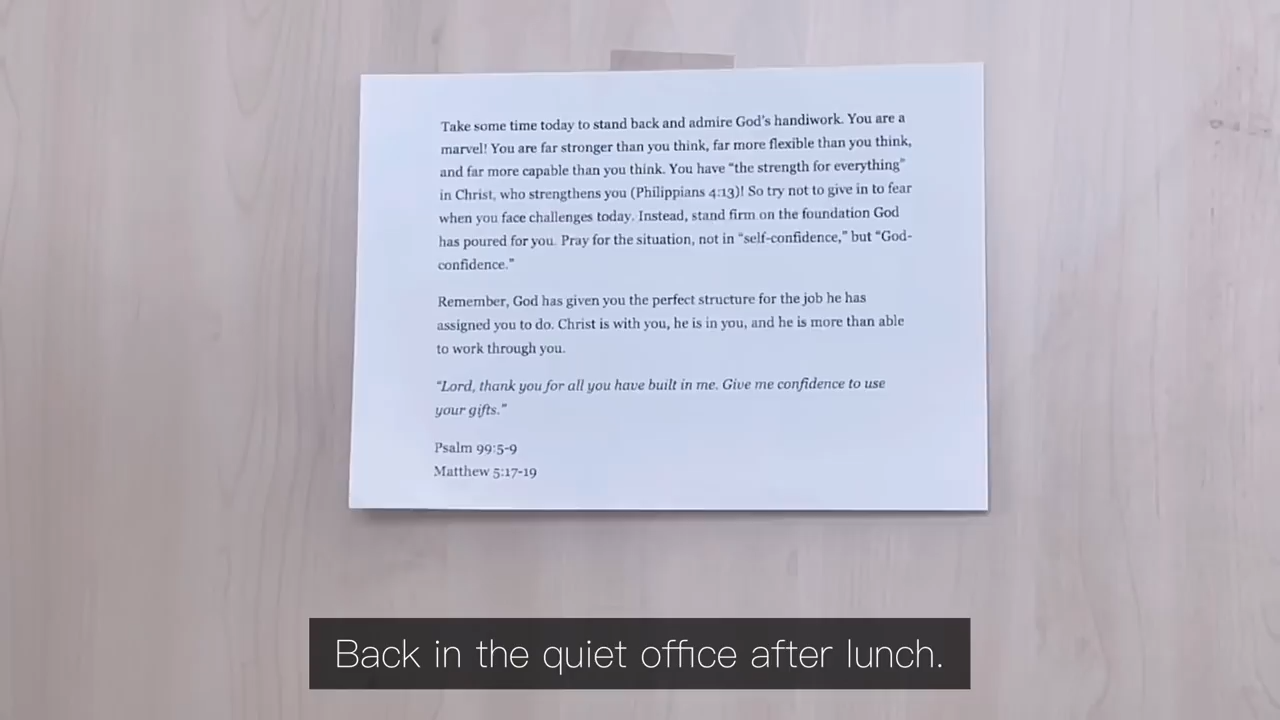 Take some time today to stand back and admire God's handiwork. You are a
marvel! You are far stronger than you think, far more flexible than you think,
and far more capable than you think. You have “the strength for everything”
in Christ, who strengthens you (Philippians 4:13)! So try not to give in to fear
when you face challenges today. Instead, stand firm on the foundation God
has poured for you. Pray for the situation, not in “self-confidence,” but “God-
confidence.”
Remember, God has given you the perfect structure for the job he has
assigned you to do. Christ is with you, he is in you, and he is more than able
to work through you.
“Lord, thank you for all you have built in me. Give me confidence to use
your gifts.”
Psalm 99:5-9
Matthew 5:17-19
Back in the quiet office after lunch.